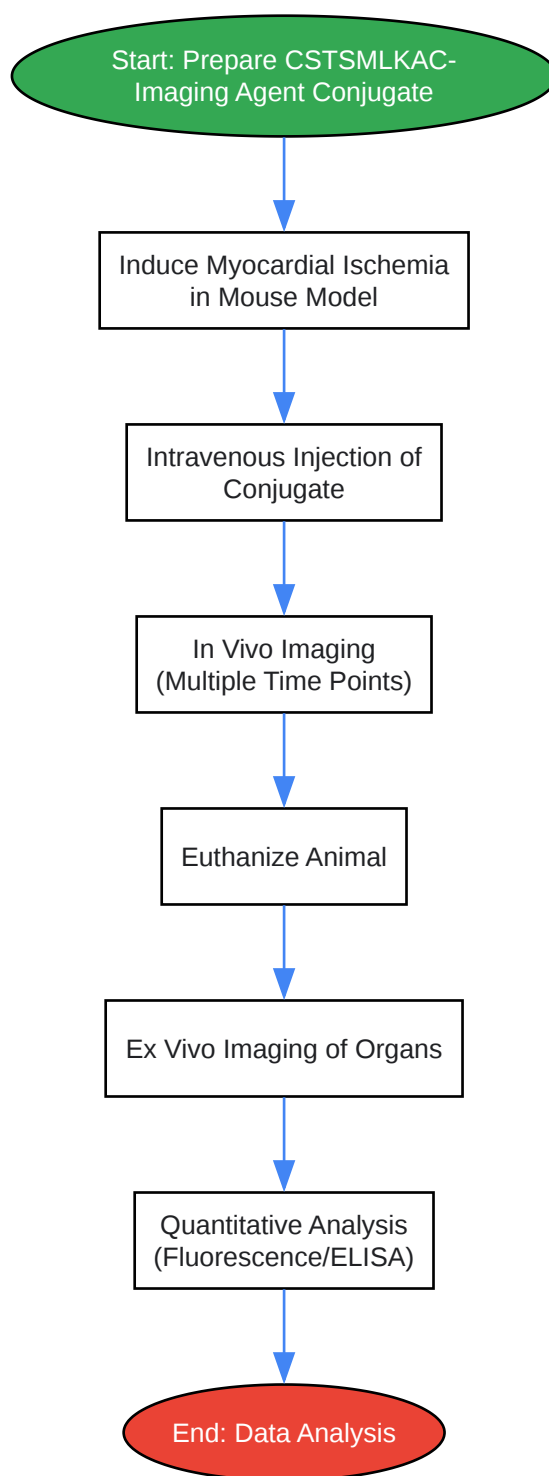 Start: Prepare CSTSMLKAC-
Imaging Agent Conjugate
Induce Myocardial Ischemia
in Mouse Model
Intravenous Injection of
Conjugate
In Vivo Imaging
(Multiple Time Points)
Euthanize Animal
Ex Vivo Imaging of Organs
Quantitative Analysis
(Fluorescence/ELISA)
End: Data Analysis